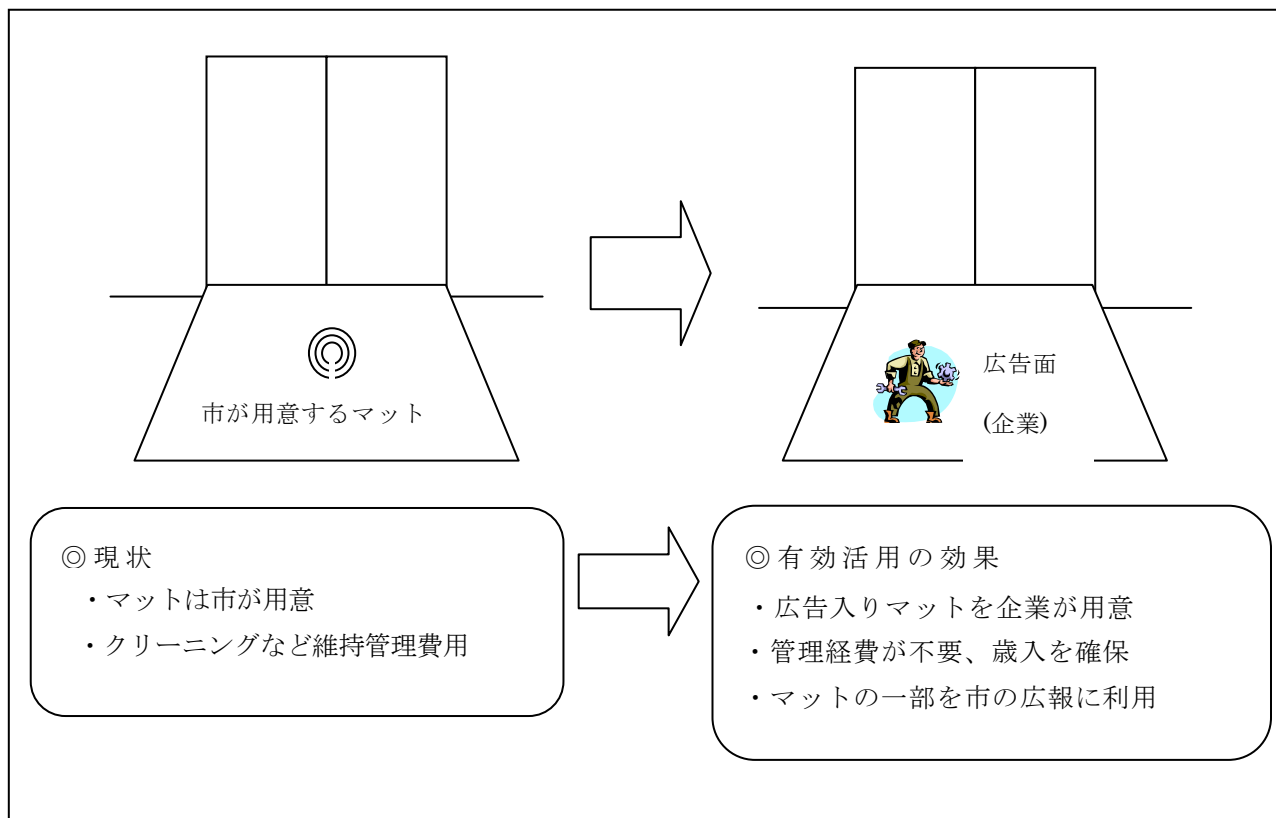 市が用意するマット
広告面
(企業)
◎現状
・マットは市が用意
・クリーニングなど維持管理費用
◎有効活用の効果
・広告入りマットを企業が用意
・管理経費が不要、歳入を確保
・マットの一部を市の広報に利用